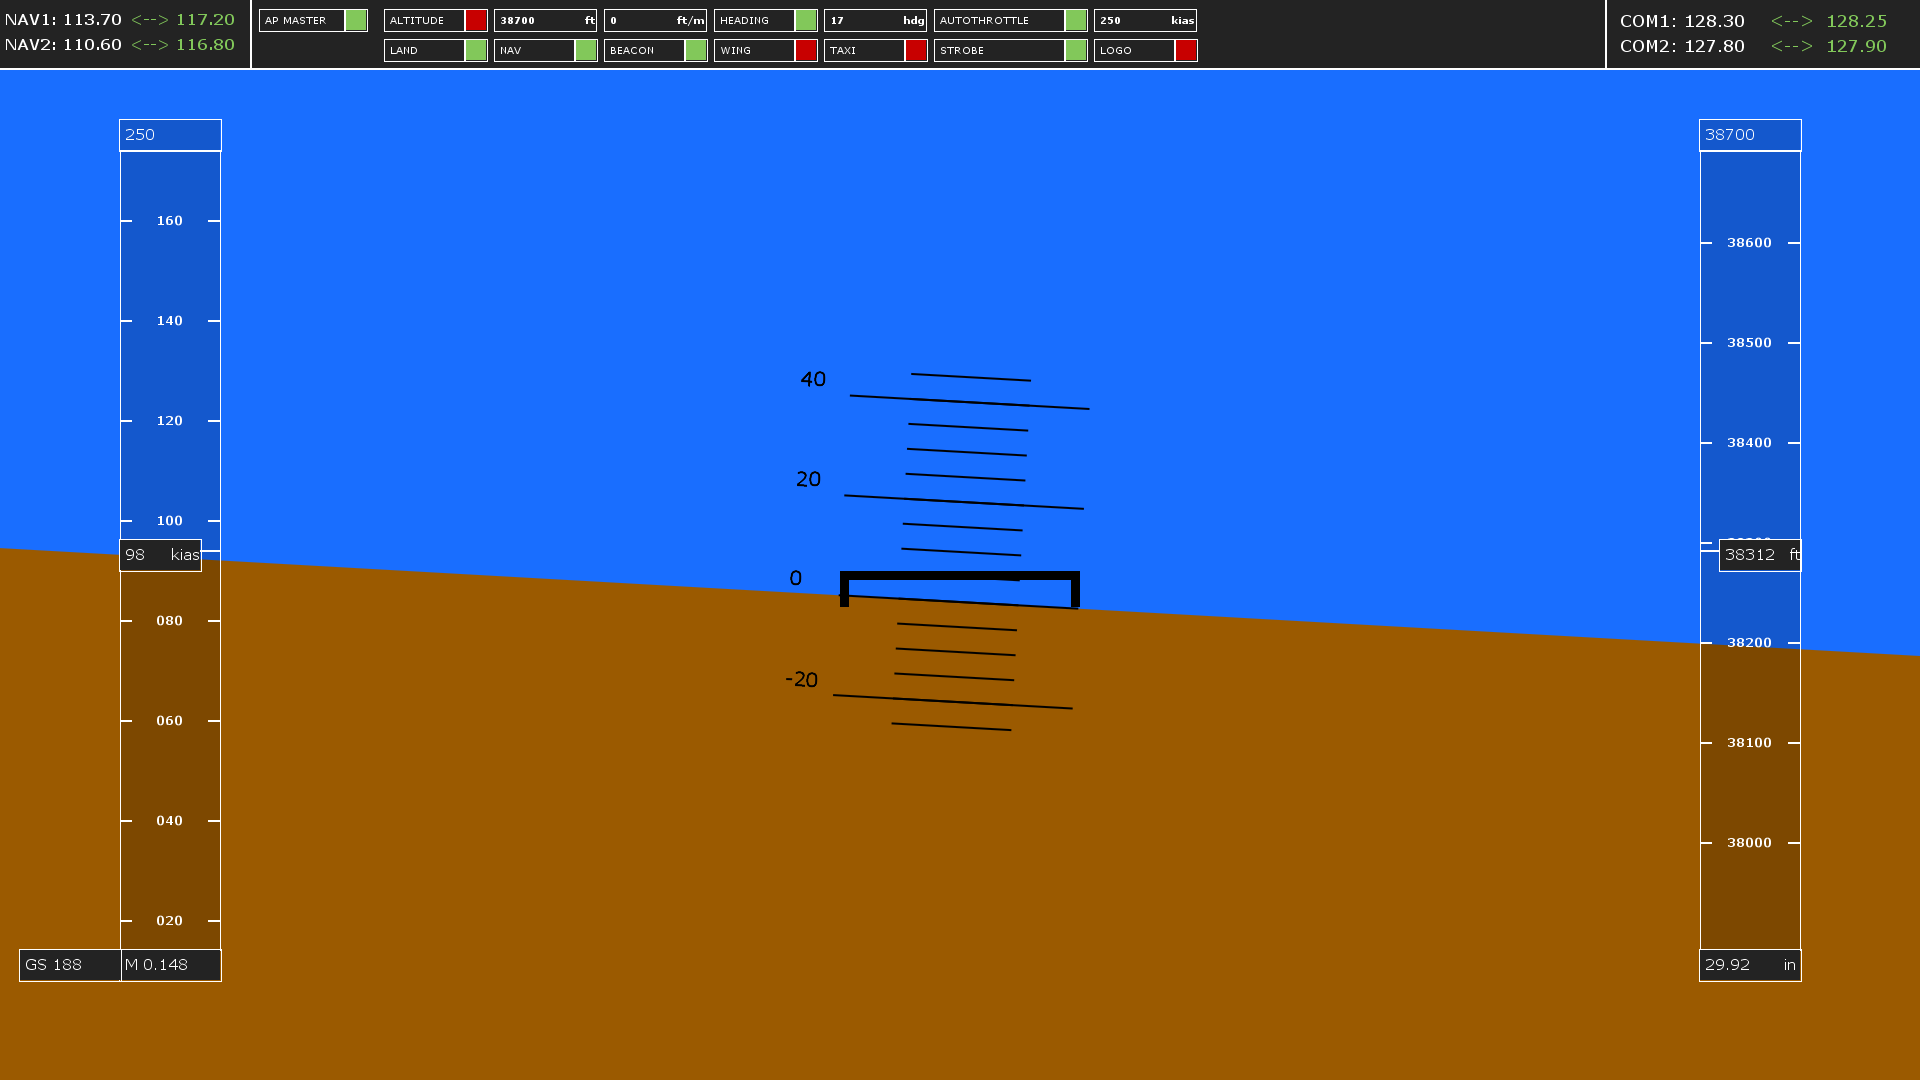 NAV1: 113.70 <--> 117.20
NAV2: 110.60 <--> 116.80
AP MASTER ALTITUDE 38700 ft 0 ft/m HEADING 17 hdg AUTOTHROTTLE 250 kias
LAND NAV BEACON WING TAXI STROBE LOGO
COM1: 128.30 <--> 128.25
COM2: 127.80 <--> 127.90
250
160
140
120
100
98 kias
080
060
040
020
GS 188 M 0.148
40
20
0
-20
38700
38600
38500
38400
38312 ft
38200
38100
38000
29.92 in